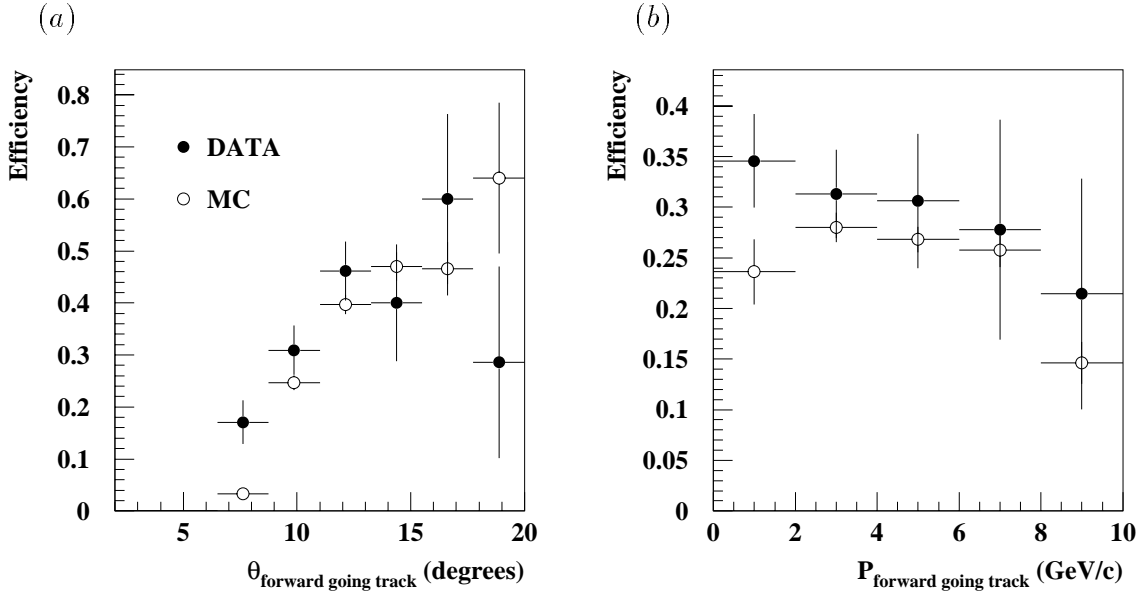 (a)
Efficiency
0.8
0.7
0.6
0.5
0.4
0.3
0.2
0.1
0
DATA
MC
5 10 15 20
θforward going track (degrees)
(b)
Efficiency
0.4
0.35
0.3
0.25
0.2
0.15
0.1
0.05
0
0 2 4 6 8 10
Pforward going track (GeV/c)